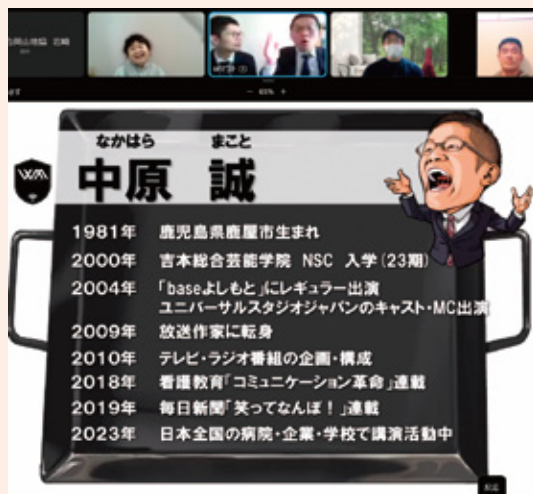 なかはら まこと
中原 誠
WM
1981年 鹿児島県鹿屋市生まれ
2000年 吉本総合芸能学院 NSC 入学(23期)
2004年 「baseよしもと」にレギュラー出演
ユニバーサルスタジオジャパンのキャスト・MC出演
2009年 放送作家に転身
2010年 テレビ・ラジオ番組の企画・構成
2018年 看護教育「コミュニケーション革命」連載
2019年 毎日新聞「笑ってなんぼ!」連載
2023年 日本全国の病院・企業・学校で講演活動中